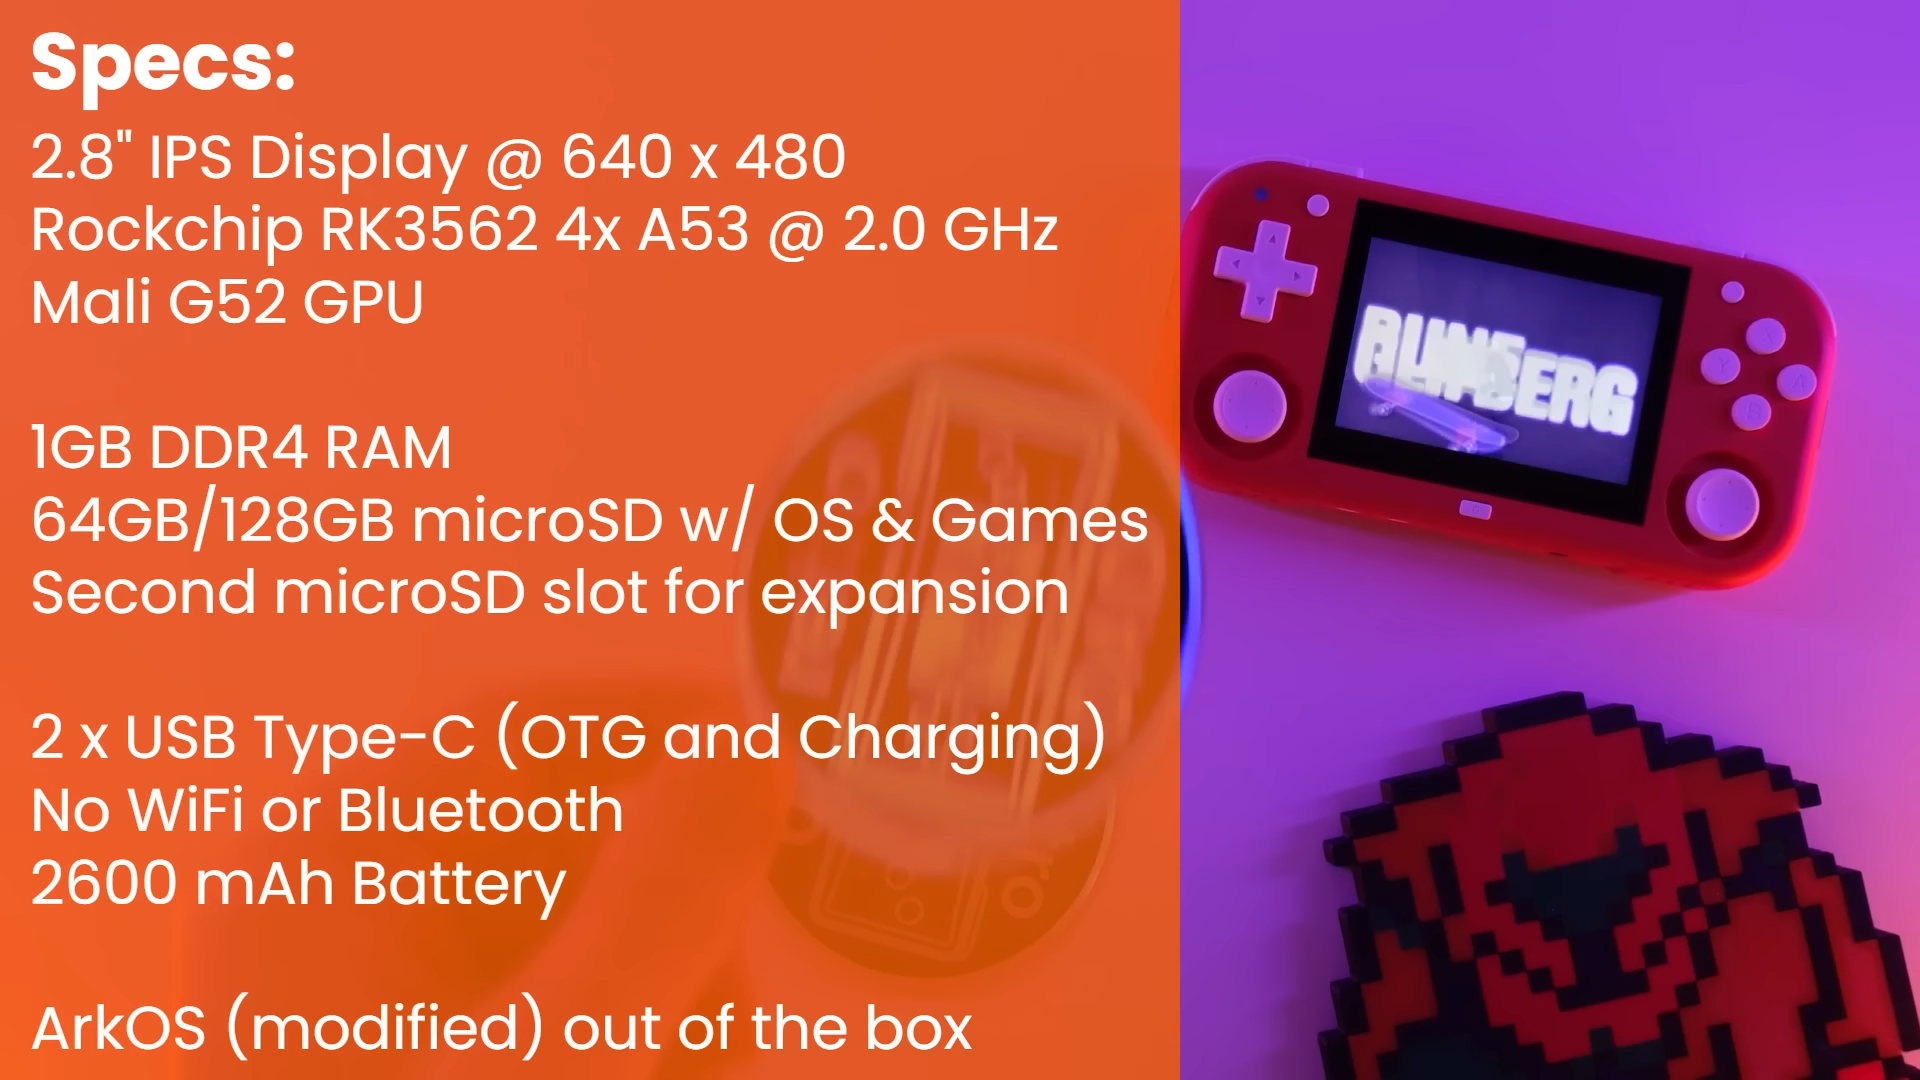 Specs:
2.8" IPS Display @ 640 x 480
Rockchip RK3562 4x A53 @ 2.0 GHz
Mali G52 GPU
1GB DDR4 RAM
64GB/128GB microSD w/ OS & Games
Second microSD slot for expansion
2 x USB Type-C (OTG and Charging)
No WiFi or Bluetooth
2600 mAh Battery
ArkOS (modified) out of the box
X
Y
A
B